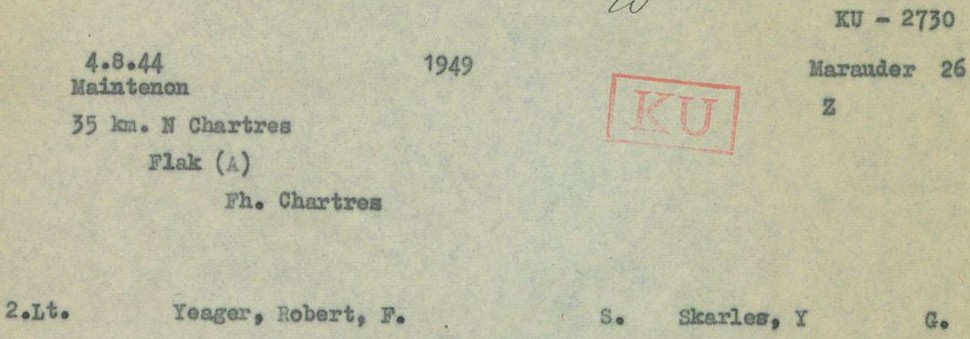 KU - 2730
4.8.44 1949 Marauder 26
Maintenon Z
KU
35 km. N Chartres
Flak (A)
Fh. Chartres
2.Lt. Yeager, Robert, F. S. Skarles, Y G.